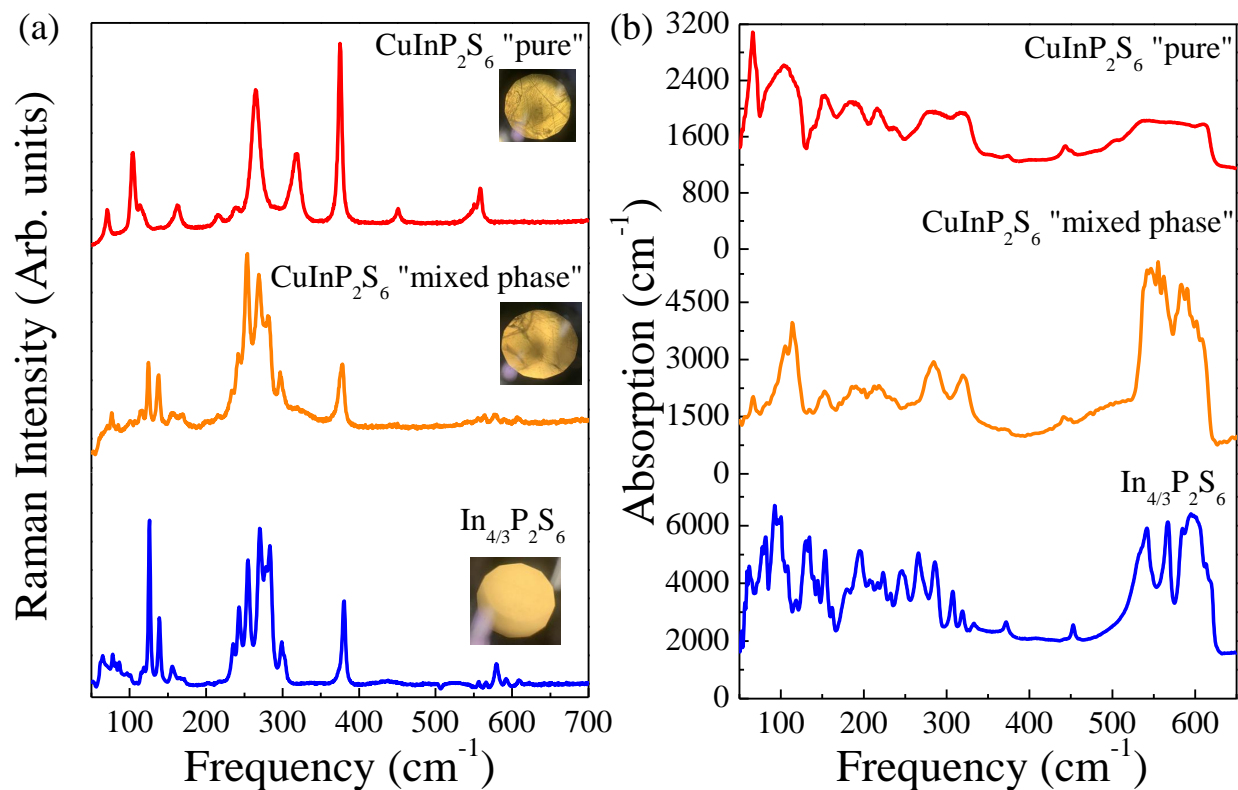 (a)
CuInP₂S₆ "pure"
CuInP₂S₆ "mixed phase"
In₄/₃P₂S₆
Raman Intensity (Arb. units)
100 200 300 400 500 600 700
Frequency (cm⁻¹)
(b)
3200
2400
1600
800
0
4500
3000
1500
0
6000
4000
2000
0
CuInP₂S₆ "pure"
CuInP₂S₆ "mixed phase"
In₄/₃P₂S₆
Absorption (cm⁻¹)
100 200 300 400 500 600
Frequency (cm⁻¹)